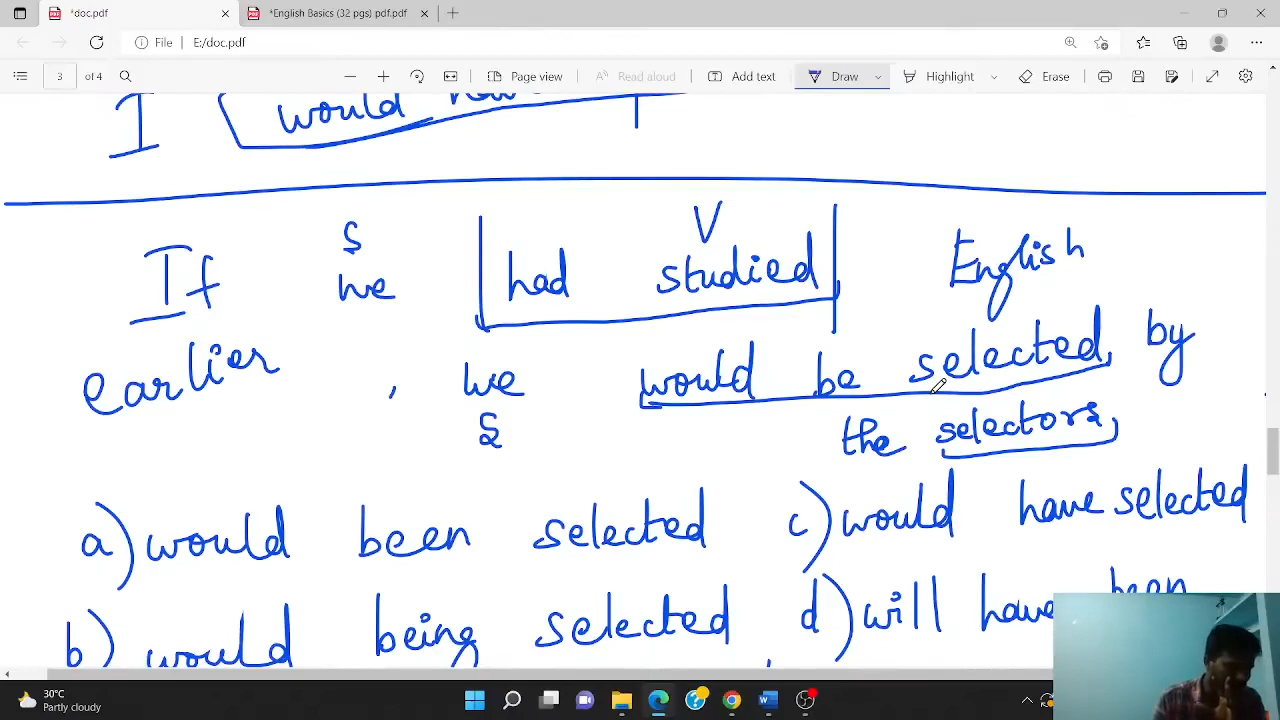 *doc.pdf
*English Basics (32 pgs) pdf.pdf
File E:/doc.pdf
3 of 4 Page view Read aloud Add text Draw Highlight Erase
I would
S V
If we had studied English
earlier , we would be selected, by
S the selectors,
a) would been selected c) would have selected
b) would being selected, d) will have been
30°C
Partly cloudy